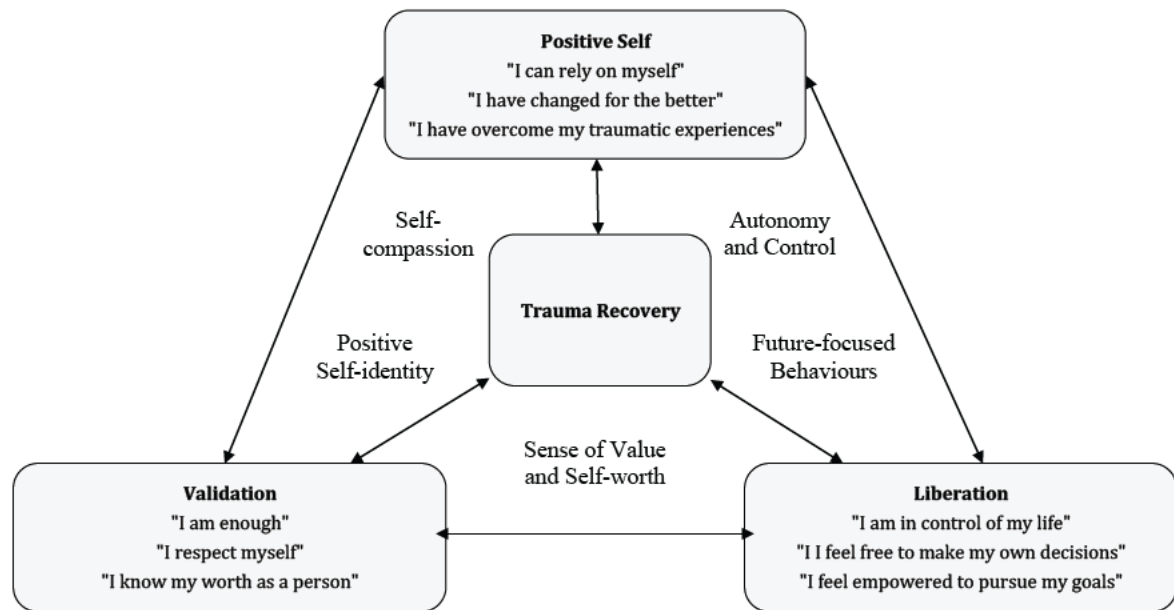 Positive Self
"I can rely on myself"
"I have changed for the better"
"I have overcome my traumatic experiences"
Self-
compassion
Autonomy
and Control
Trauma Recovery
Positive
Self-identity
Future-focused
Behaviours
Sense of Value
and Self-worth
Validation
"I am enough"
"I respect myself"
"I know my worth as a person"
Liberation
"I am in control of my life"
"I I feel free to make my own decisions"
"I feel empowered to pursue my goals"